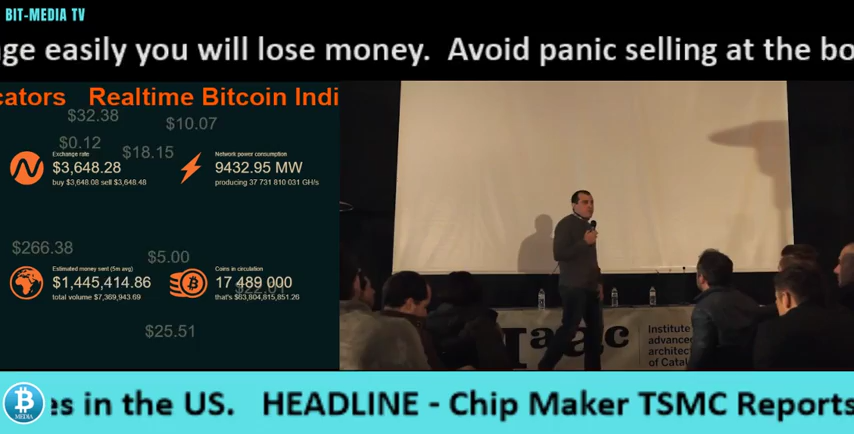 BIT-MEDIA TV
ge easily you will lose money.  Avoid panic selling at the bo
cators   Realtime Bitcoin Indi
$32.38
$10.07
$0.12
$18.15
Exchange rate
$3,648.28
buy $3,648.08 sell $3,648.48
Network power consumption
9432.95 MW
producing 37 731 810 031 GH/s
$266.38
$5.00
Estimated money sent (5m avg)
$1,445,414.86
total volume $7,369,943.69
Coins in circulation
17 489 000
that's $63,804,815,851.26
$25.51
Iaac
Institute
advanced
architec
of Catal
B
MEDIA
es in the US.   HEADLINE - Chip Maker TSMC Reports